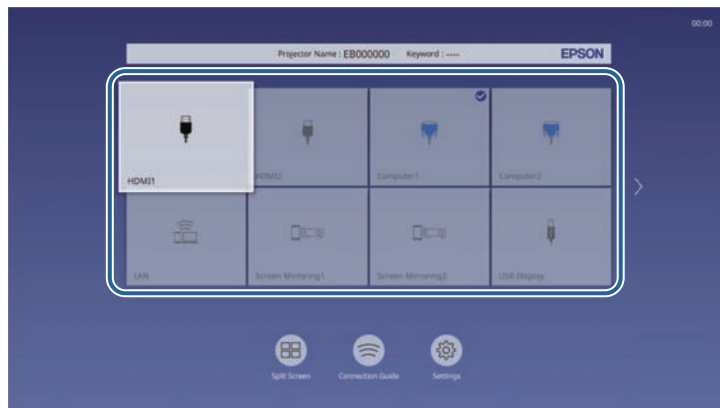 00:00
Projector Name : EB000000 Keyword : ---- EPSON
HDMI1 HDMI2 Computer1 Computer2
LAN Screen Mirroring1 Screen Mirroring2 USB Display
Split Screen Connection Guide Settings